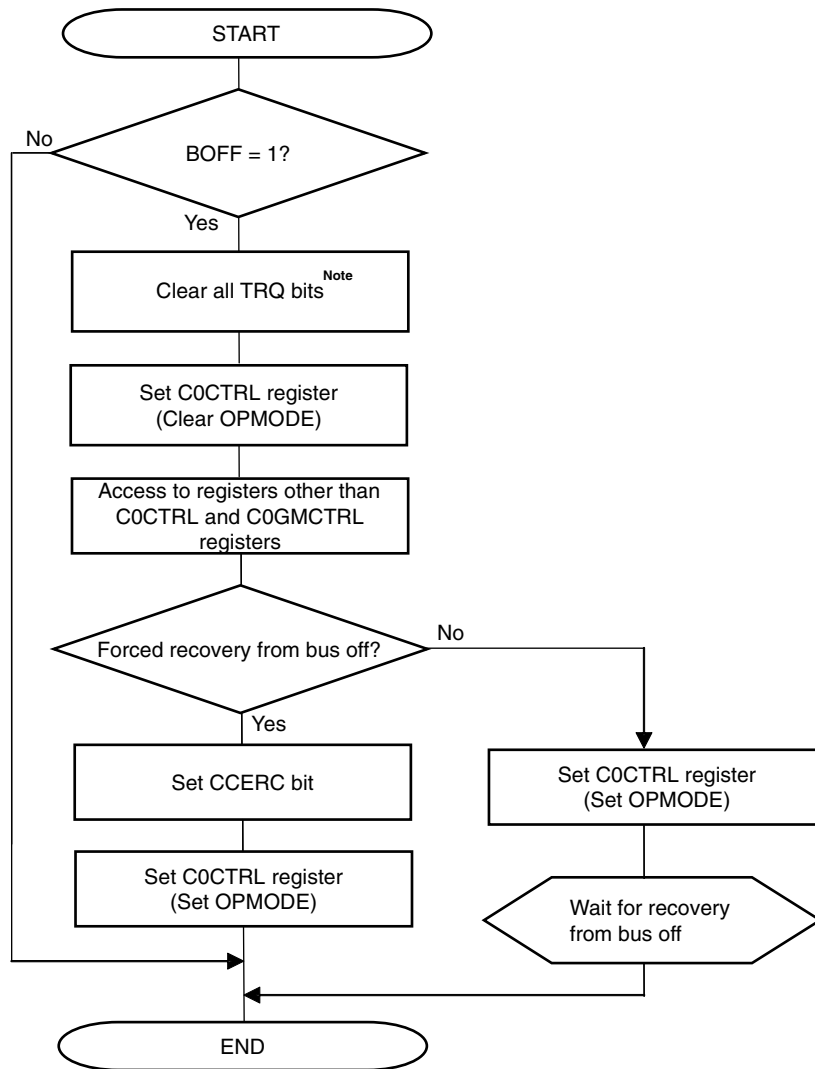 START
No
BOFF = 1?
Yes
Clear all TRQ bits Note
Set C0CTRL register
(Clear OPMODE)
Access to registers other than
C0CTRL and C0GMCTRL
registers
Forced recovery from bus off?
No
Yes
Set CCERC bit
Set C0CTRL register
(Set OPMODE)
Set C0CTRL register
(Set OPMODE)
Wait for recovery
from bus off
END